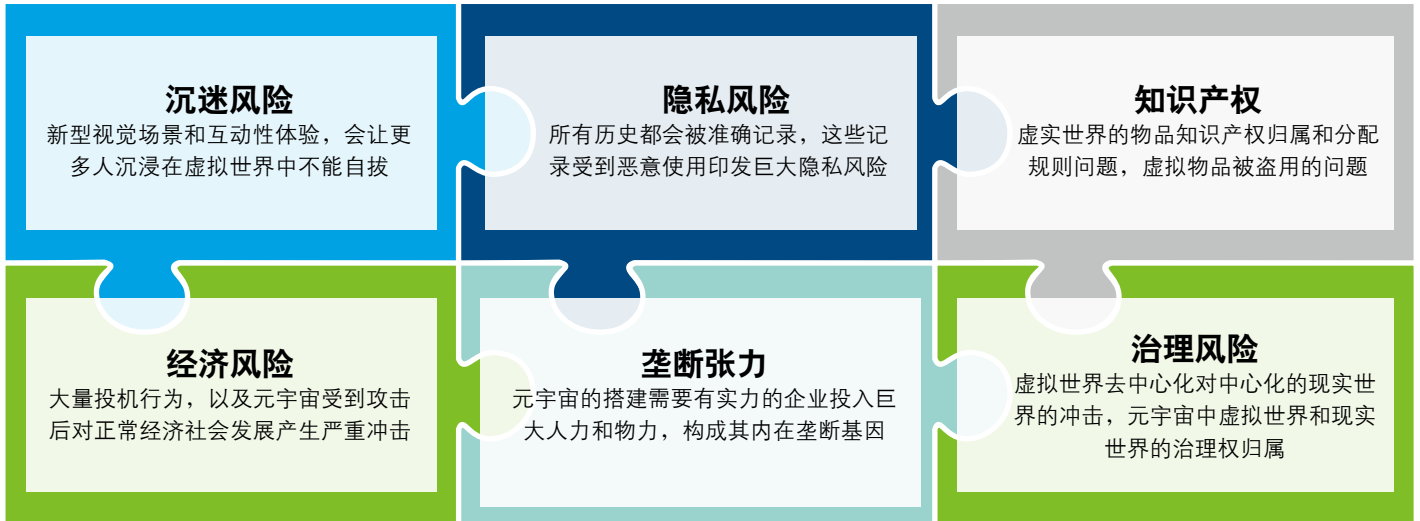 沉迷风险
新型视觉场景和互动性体验，会让更
多人沉浸在虚拟世界中不能自拔
隐私风险
所有历史都会被准确记录，这些记
录受到恶意使用印发巨大隐私风险
知识产权
虚实世界的物品知识产权归属和分配
规则问题，虚拟物品被盗用的问题
经济风险
大量投机行为，以及元宇宙受到攻击
后对正常经济社会发展产生严重冲击
垄断张力
元宇宙的搭建需要有实力的企业投入巨
大人力和物力，构成其内在垄断基因
治理风险
虚拟世界去中心化对中心化的现实世
界的冲击，元宇宙中虚拟世界和现实
世界的治理权归属